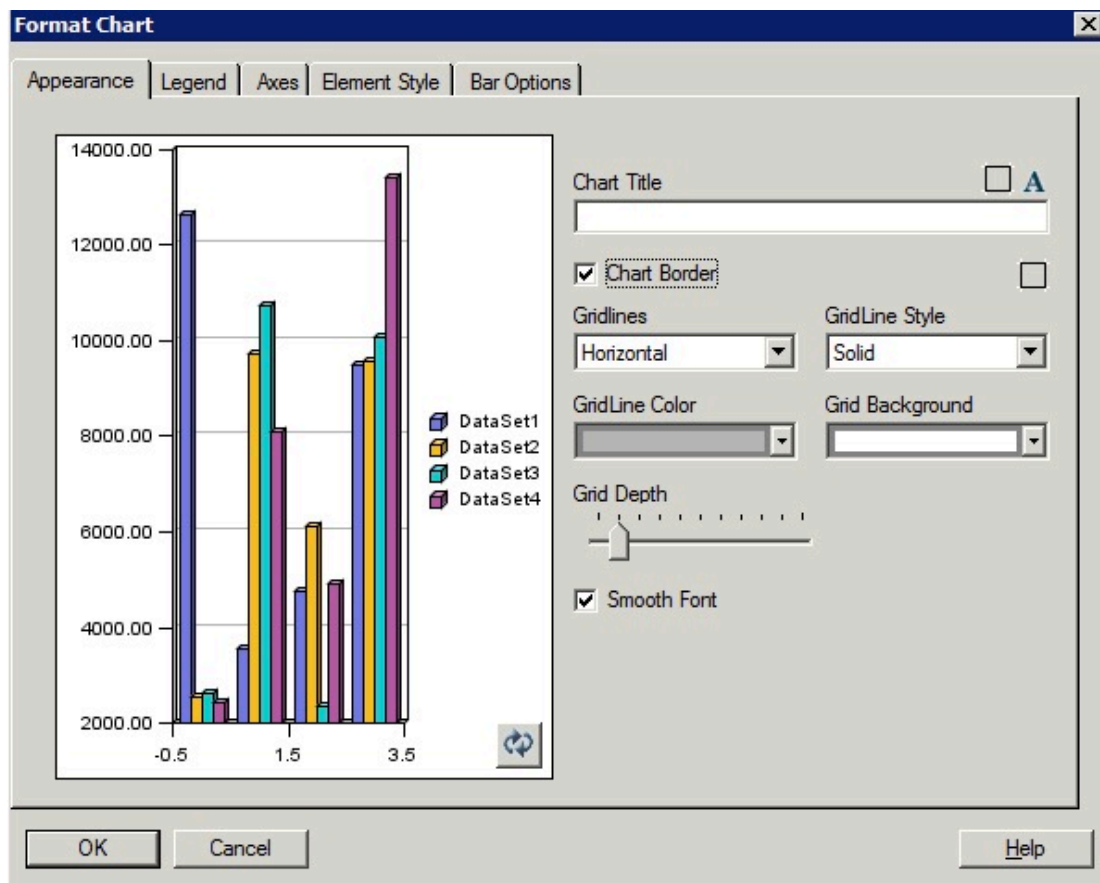 Format Chart
Appearance Legend Axes Element Style Bar Options
14000.00
12000.00
10000.00
8000.00
6000.00
4000.00
2000.00
-0.5 1.5 3.5
DataSet1
DataSet2
DataSet3
DataSet4
Chart Title A
Chart Border
Gridlines GridLine Style
Horizontal Solid
GridLine Color Grid Background
Grid Depth
Smooth Font
OK Cancel Help